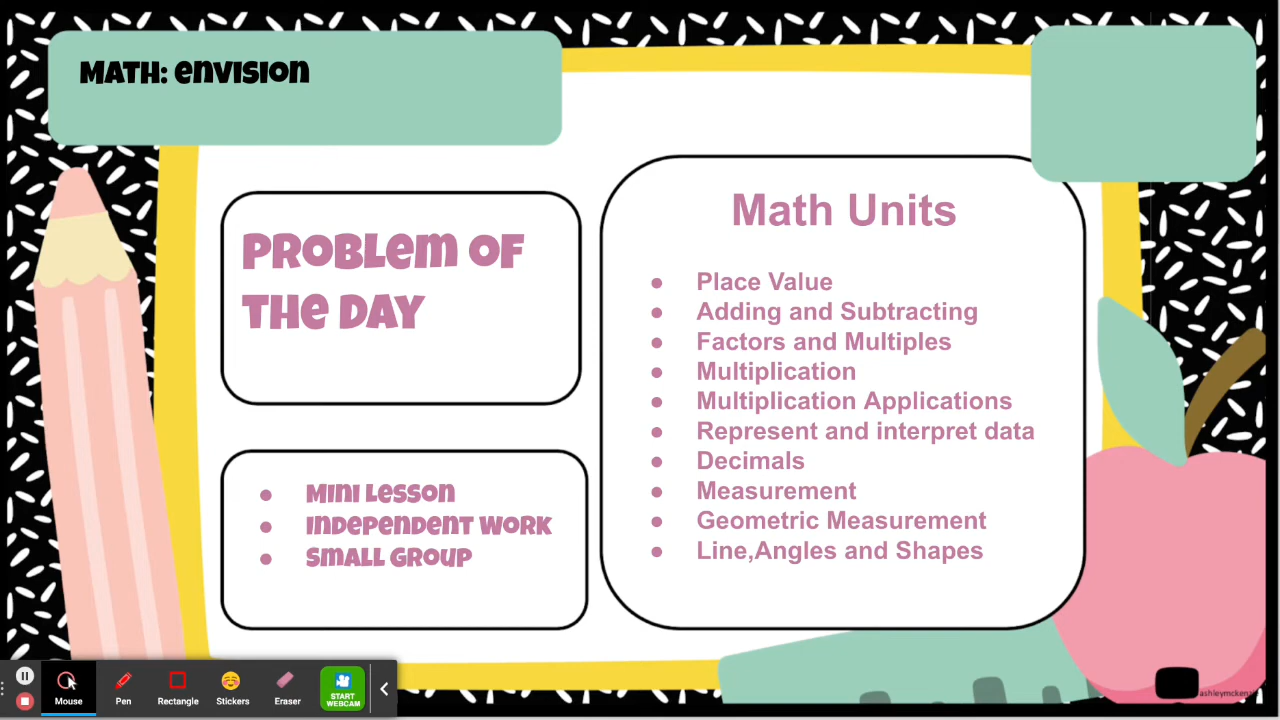 Math: envision
Problem of
the day
● Mini Lesson
● Independent Work
● Small Group
Math Units
● Place Value
● Adding and Subtracting
● Factors and Multiples
● Multiplication
● Multiplication Applications
● Represent and interpret data
● Decimals
● Measurement
● Geometric Measurement
● Line,Angles and Shapes
Mouse
Pen
Rectangle
Stickers
Eraser
START
WEBCAM